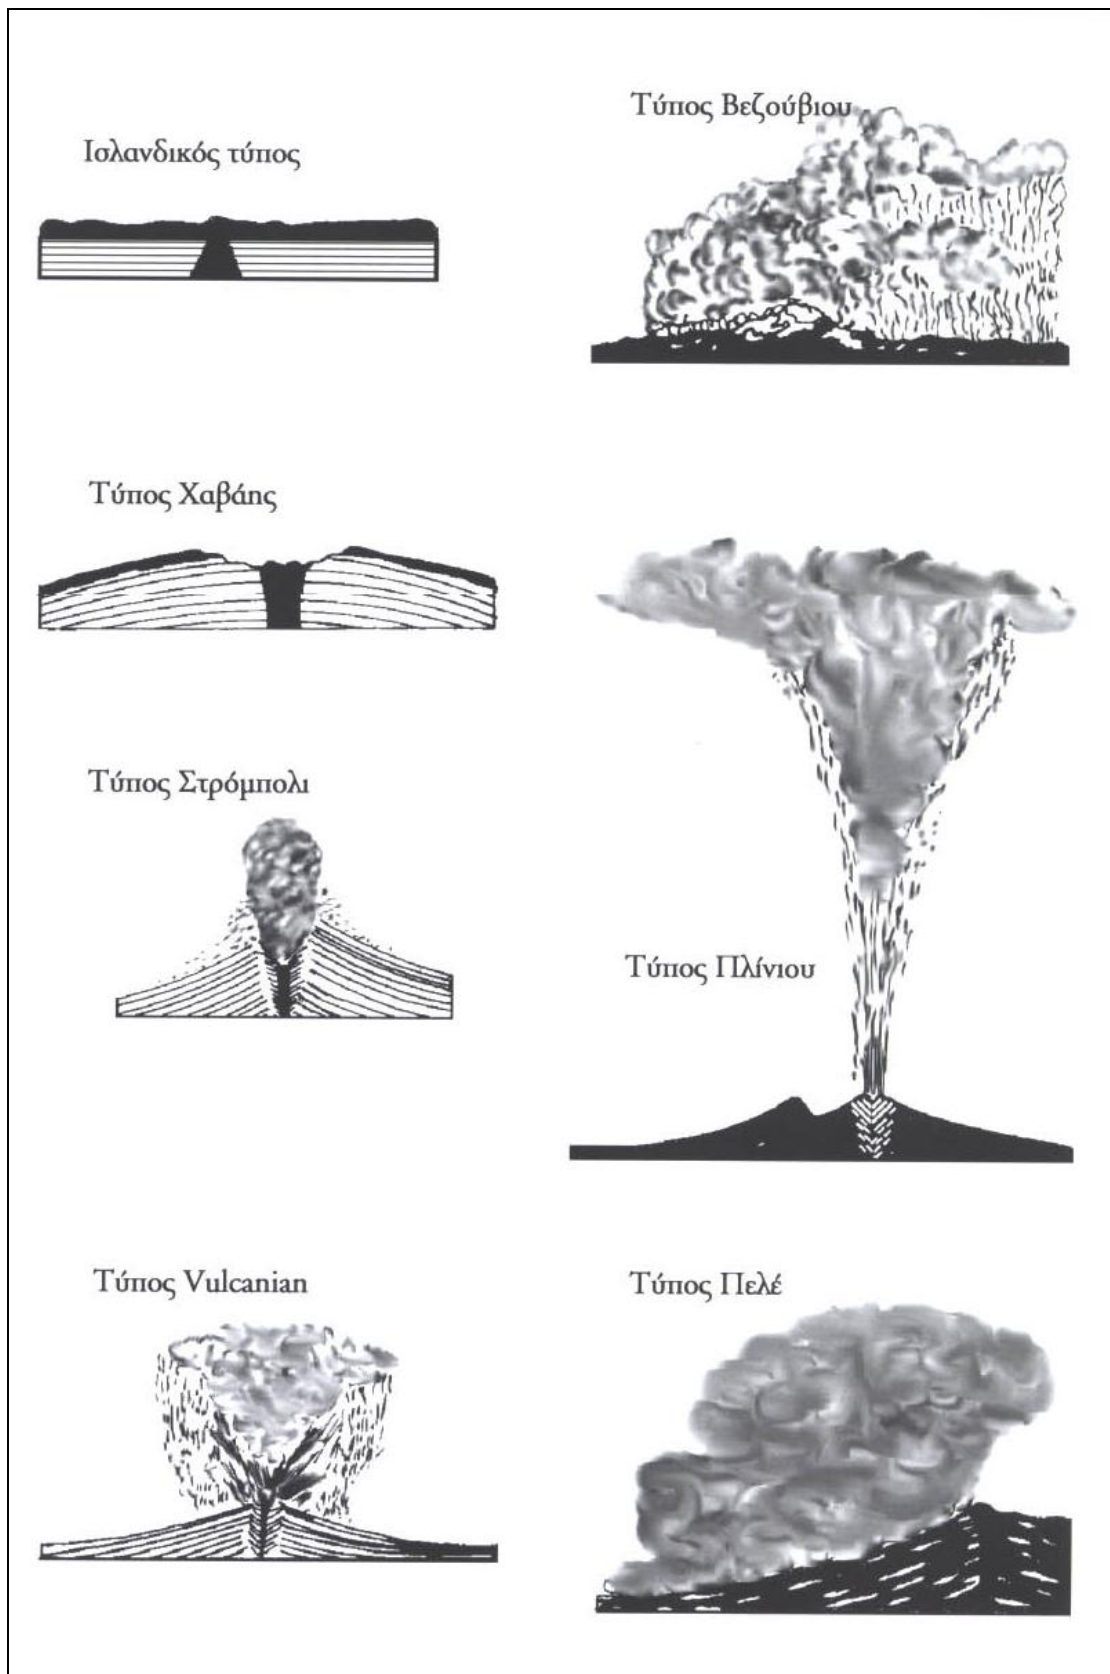 Ισλανδικός τύπος
Τύπος Χαβάης
Τύπος Στρόμπολι
Τύπος Vulcanian
Τύπος Βεζούβιου
Τύπος Πλίνιου
Τύπος Πελέ